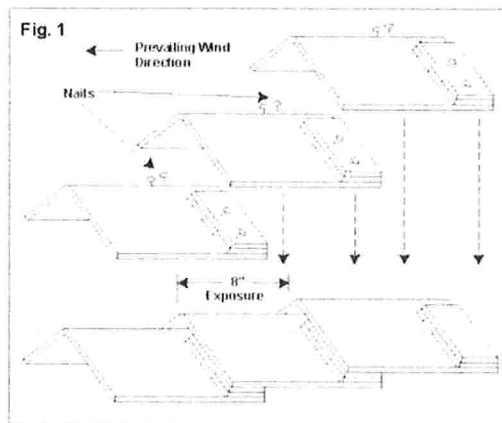 Fig. 1
Prevailing Wind
Direction
Nails
8"
Exposure